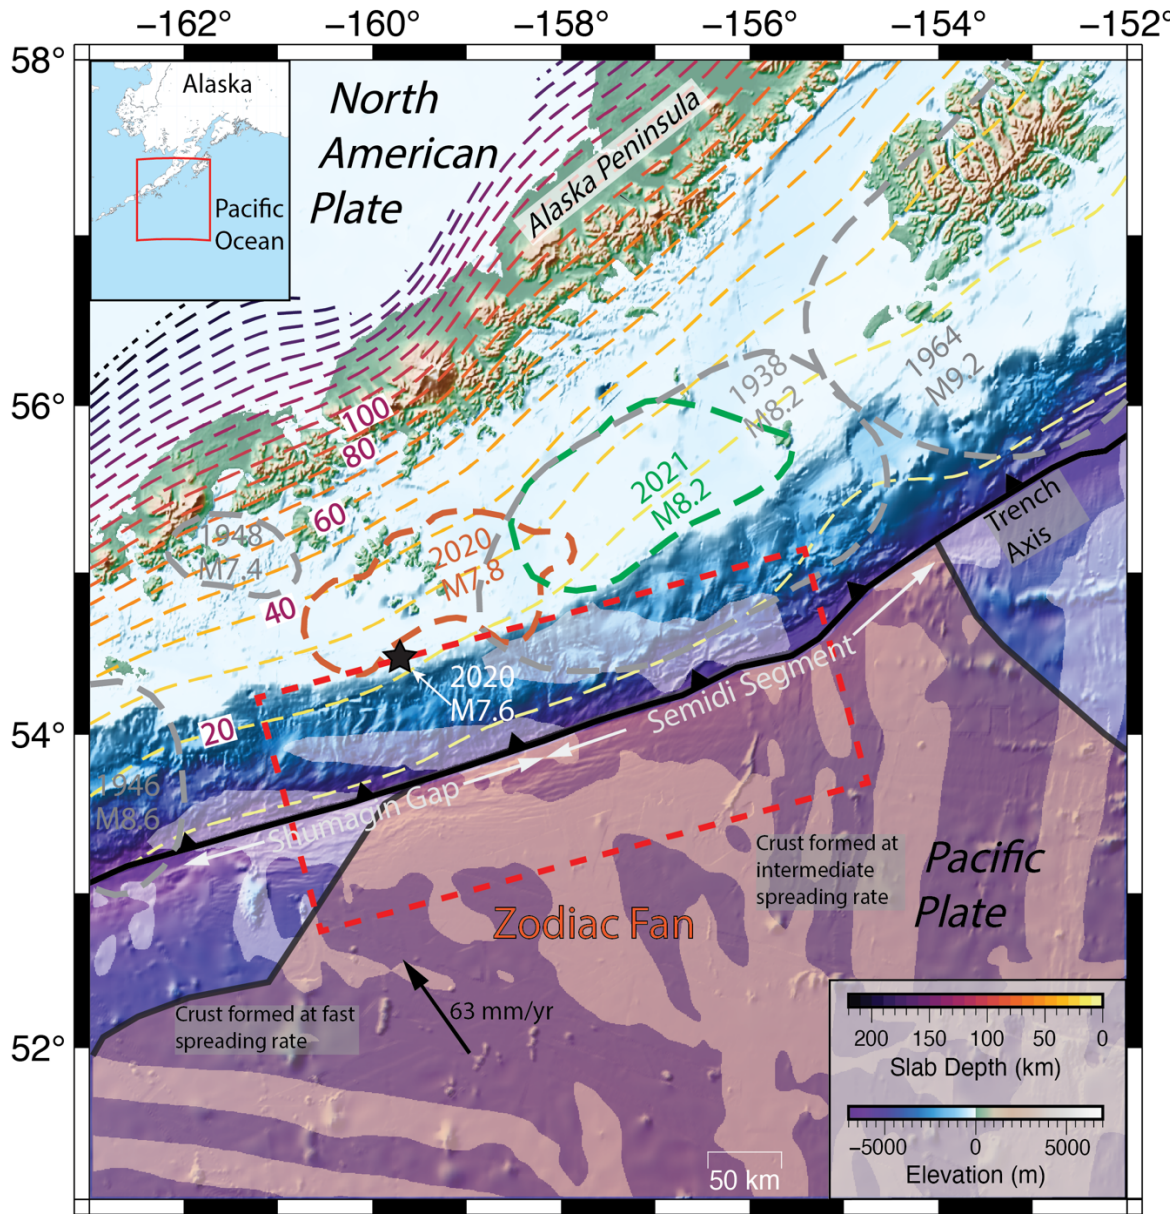 −162°
−160°
−158°
−156°
−154°
−152°
58°
56°
54°
52°
Alaska
Pacific
Ocean
North
American
Plate
Alaska Peninsula
100
80
60
40
20
1948
M7.4
2020
M7.8
2021
M8.2
1938
M8.2
1964
M9.2
Trench
Axis
2020
M7.6
1946
M8.6
Semidi Segment
Shumagin Gap
Crust formed at
intermediate
spreading rate
Pacific
Plate
Zodiac Fan
63 mm/yr
Crust formed at fast
spreading rate
50 km
200
150
100
50
0
Slab Depth (km)
−5000
0
5000
Elevation (m)